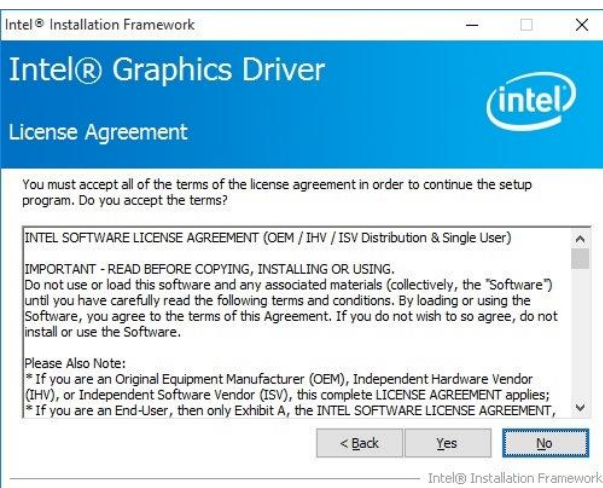 Intel® Installation Framework
Intel® Graphics Driver
intel
License Agreement
You must accept all of the terms of the license agreement in order to continue the setup
program. Do you accept the terms?
INTEL SOFTWARE LICENSE AGREEMENT (OEM / IHV / ISV Distribution & Single User)
IMPORTANT - READ BEFORE COPYING, INSTALLING OR USING.
Do not use or load this software and any associated materials (collectively, the "Software")
until you have carefully read the following terms and conditions. By loading or using the
Software, you agree to the terms of this Agreement. If you do not wish to so agree, do not
install or use the Software.
Please Also Note:
* If you are an Original Equipment Manufacturer (OEM), Independent Hardware Vendor
(IHV), or Independent Software Vendor (ISV), this complete LICENSE AGREEMENT applies;
* If you are an End-User, then only Exhibit A, the INTEL SOFTWARE LICENSE AGREEMENT,
< Back Yes No
Intel® Installation Framework